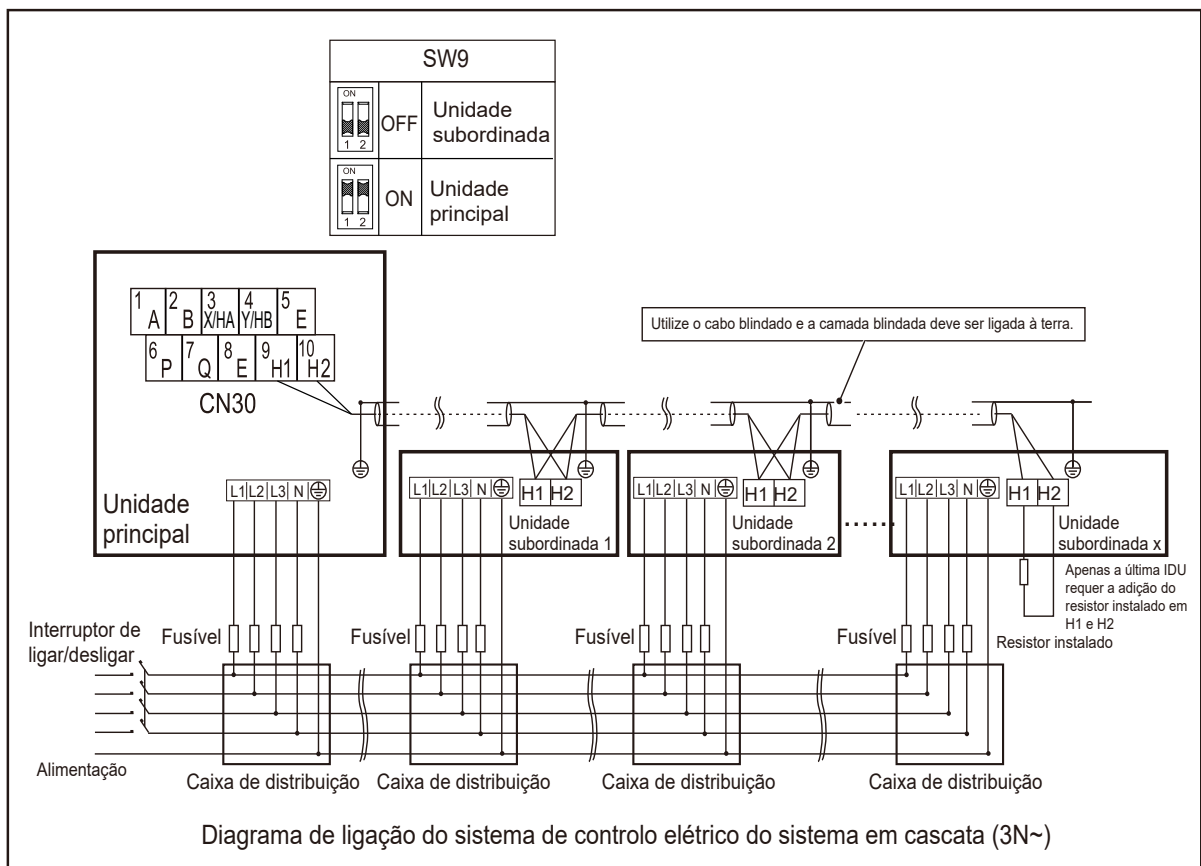 SW9
ON
1 2
OFF
Unidade
subordinada
ON
1 2
ON
Unidade
principal
1 A 2 B 3 X/HA 4 Y/HB 5 E
6 P 7 Q 8 E 9 H1 10 H2
CN30
Utilize o cabo blindado e a camada blindada deve ser ligada à terra.
Unidade
principal
L1 L2 L3 N
L1 L2 L3 N
H1 H2
Unidade
subordinada 1
L1 L2 L3 N
H1 H2
Unidade
subordinada 2
......
L1 L2 L3 N
H1 H2
Unidade
subordinada x
Apenas a última IDU
requer a adição do
resistor instalado em
H1 e H2
Resistor instalado
Interruptor de
ligar/desligar
Fusível
Fusível
Fusível
Fusível
Alimentação
Caixa de distribuição
Caixa de distribuição
Caixa de distribuição
Caixa de distribuição
Diagrama de ligação do sistema de controlo elétrico do sistema em cascata (3N~)